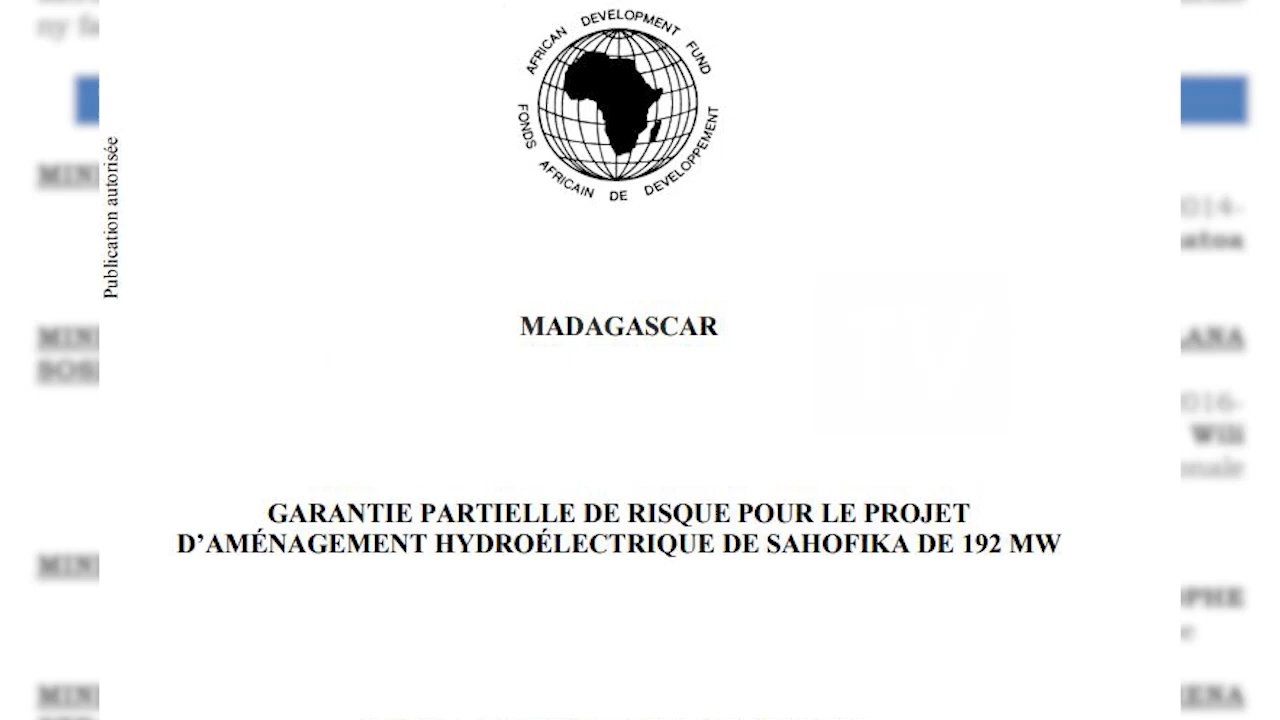 AFRICAN DEVELOPMENT FUND
FONDS AFRICAIN DE DEVELOPPEMENT
Publication autorisée
MADAGASCAR
GARANTIE PARTIELLE DE RISQUE POUR LE PROJET
D’AMÉNAGEMENT HYDROÉLECTRIQUE DE SAHOFIKA DE 192 MW